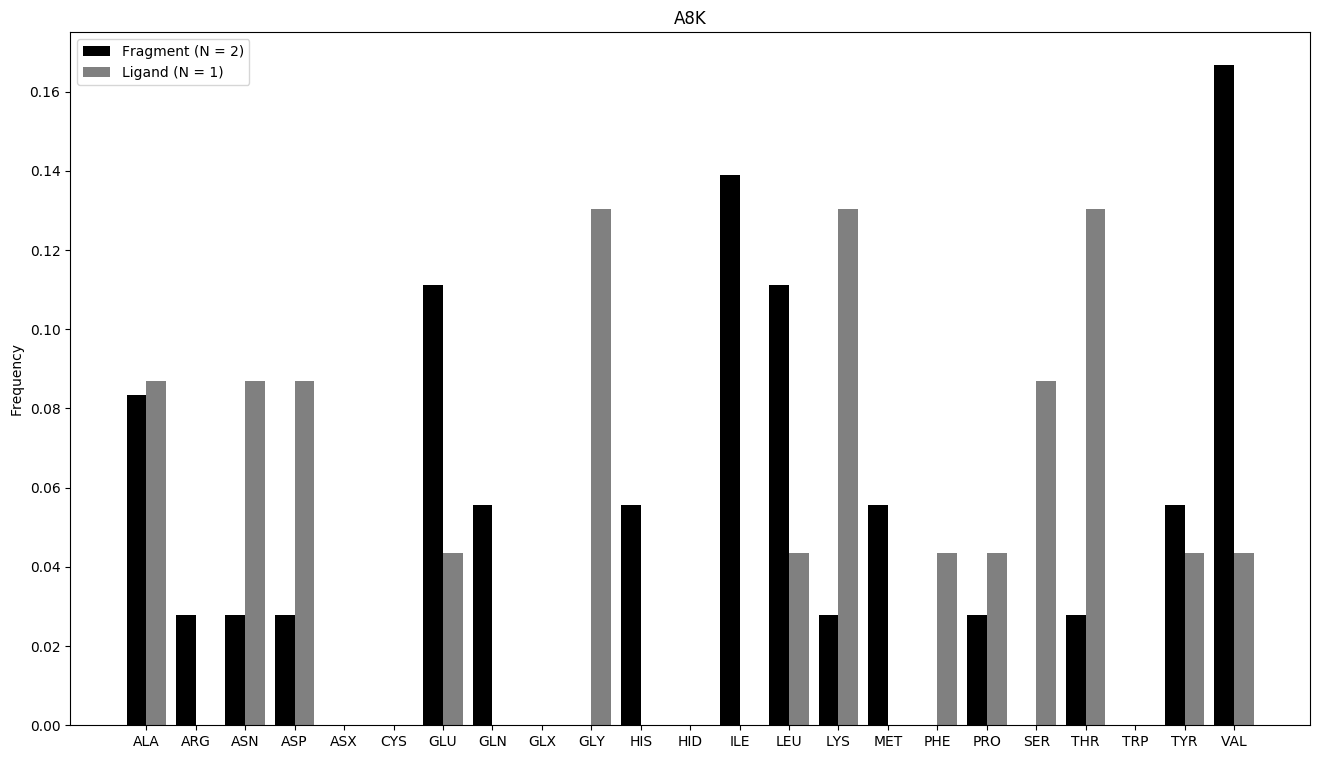 A8K
Fragment (N = 2)
Ligand (N = 1)
Frequency
0.16
0.14
0.12
0.10
0.08
0.06
0.04
0.02
0.00
ALA ARG ASN ASP ASX CYS GLU GLN GLX GLY HIS HID ILE LEU LYS MET PHE PRO SER THR TRP TYR VAL